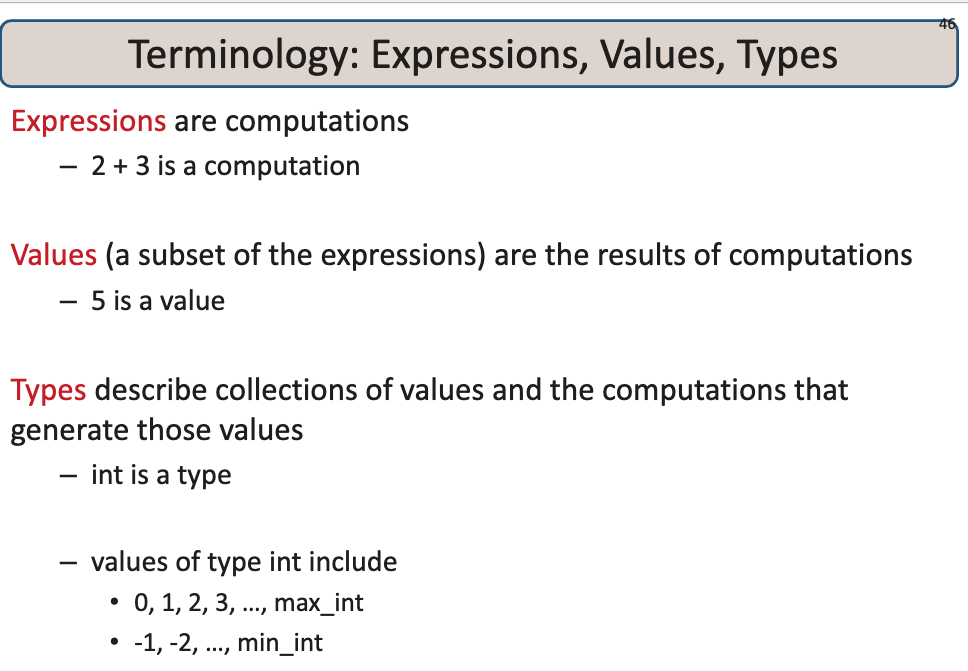 46
Terminology: Expressions, Values, Types
Expressions are computations
– 2 + 3 is a computation
Values (a subset of the expressions) are the results of computations
– 5 is a value
Types describe collections of values and the computations that
generate those values
– int is a type
– values of type int include
• 0, 1, 2, 3, ..., max_int
• -1, -2, ..., min_int